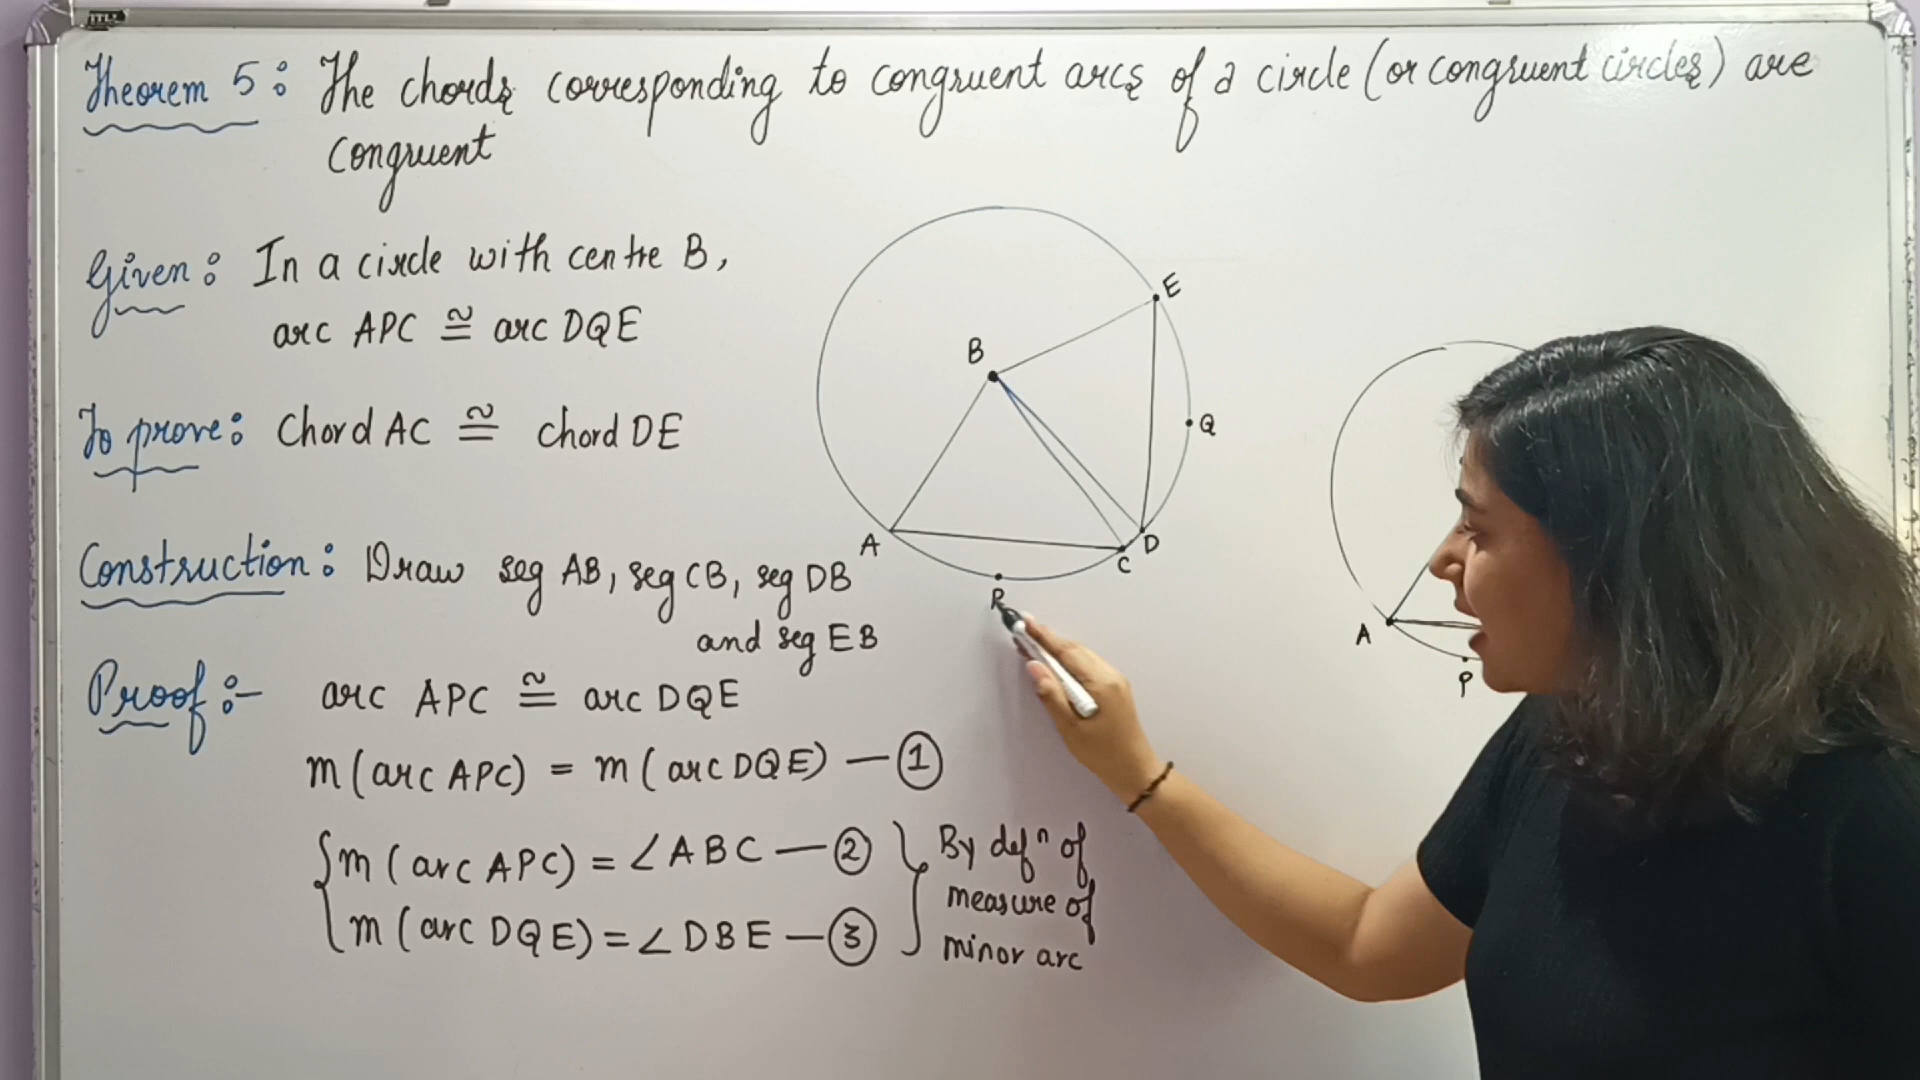 Theorem 5: The chords corresponding to congruent arcs of a circle (or congruent circles) are
congruent
Given: In a circle with centre B,
arc APC ≅ arc DQE
To prove: Chord AC ≅ chord DE
Construction: Draw seg AB, seg CB, seg DB
and seg EB
Proof:- arc APC ≅ arc DQE
m (arc APC) = m (arc DQE) — ①
m (arc APC) = ∠ABC — ②
m (arc DQE) = ∠DBE — ③
By defⁿ of
measure of
minor arc
E
B
Q
A
C
D
P
A
P